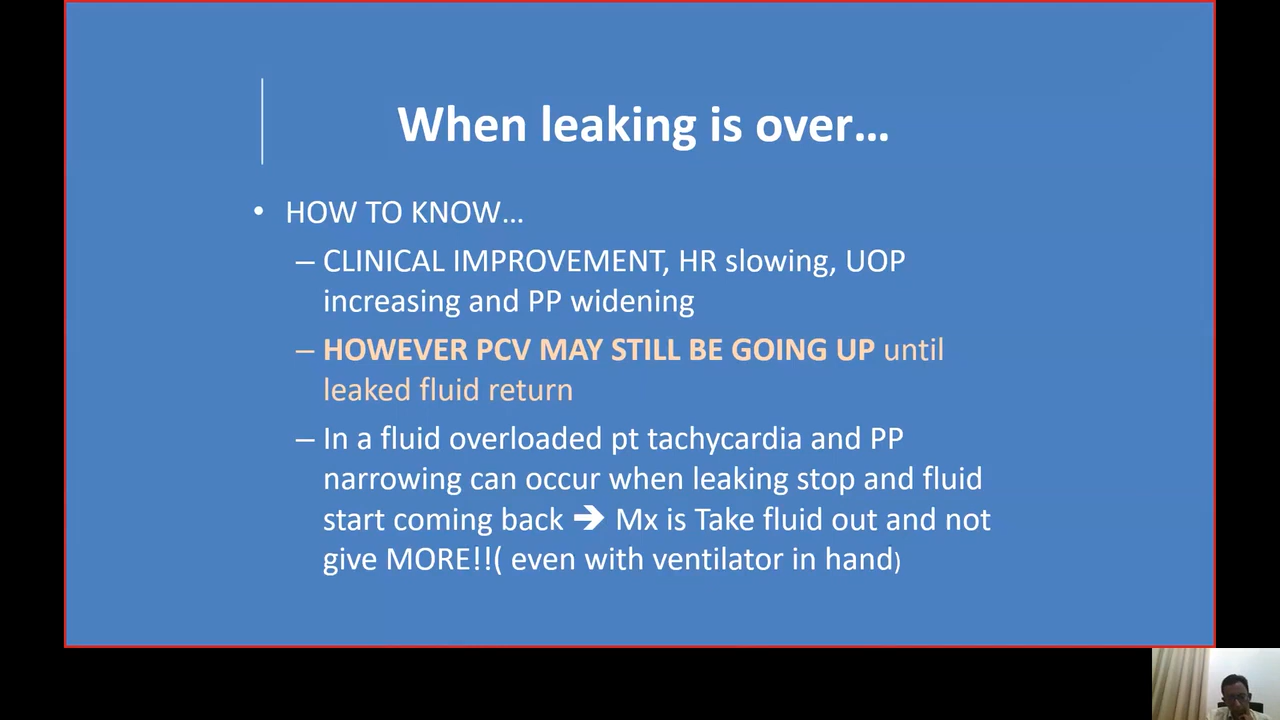 When leaking is over...
• HOW TO KNOW...
– CLINICAL IMPROVEMENT, HR slowing, UOP
increasing and PP widening
– HOWEVER PCV MAY STILL BE GOING UP until
leaked fluid return
– In a fluid overloaded pt tachycardia and PP
narrowing can occur when leaking stop and fluid
start coming back ➔ Mx is Take fluid out and not
give MORE!!( even with ventilator in hand)